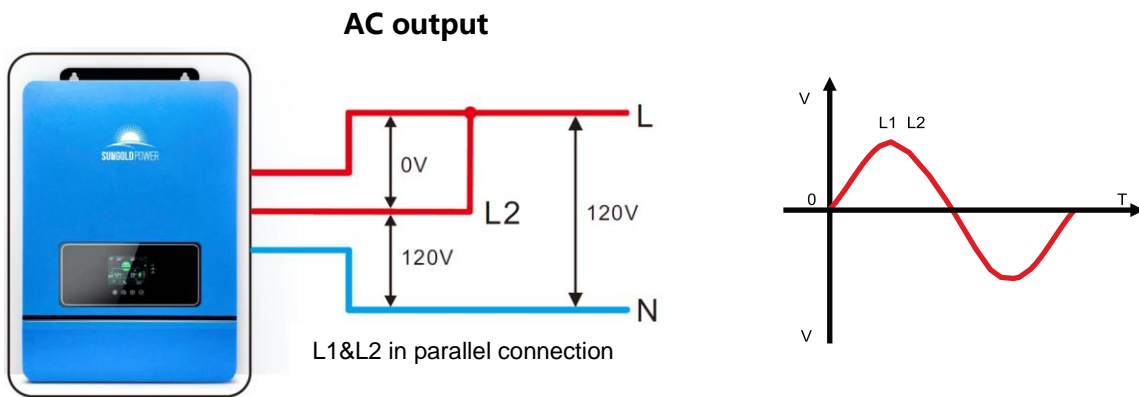 AC output
SUNGOLDPOWER
0V
L
L2
120V
120V
N
L1&L2 in parallel connection
V
L1 L2
0
T
V